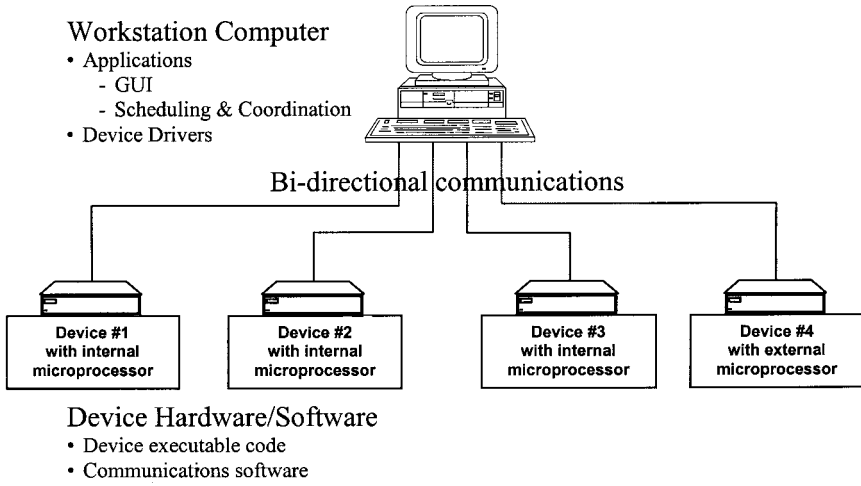 Workstation Computer
• Applications
- GUI
- Scheduling & Coordination
• Device Drivers
Bi-directional communications
Device #1
with internal
microprocessor
Device #2
with internal
microprocessor
Device #3
with internal
microprocessor
Device #4
with external
microprocessor
Device Hardware/Software
• Device executable code
• Communications software